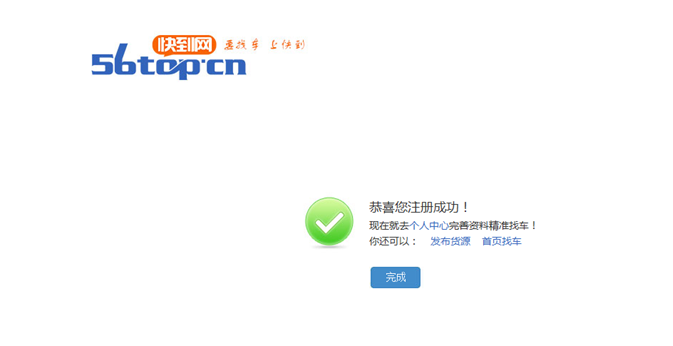 快到网 要找车 上快到
56top.cn
恭喜您注册成功！
现在就去个人中心完善资料精准找车！
你还可以： 发布货源 首页找车
完成